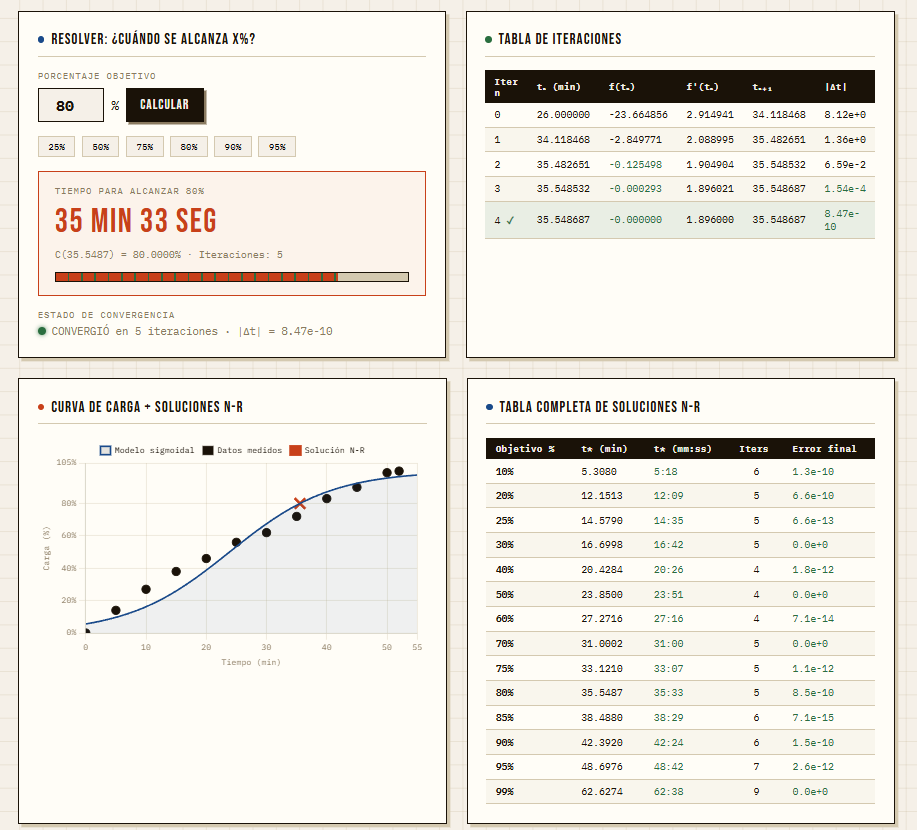 RESOLVER: ¿CUÁNDO SE ALCANZA X%?
PORCENTAJE OBJETIVO
80 % CALCULAR
25% 50% 75% 80% 90% 95%
TIEMPO PARA ALCANZAR 80%
35 MIN 33 SEG
C(35.5487) = 80.0000% · Iteraciones: 5
ESTADO DE CONVERGENCIA
CONVERGIÓ en 5 iteraciones · |Δt| = 8.47e-10
TABLA DE ITERACIONES
Iter n tₙ (min) f(tₙ) f'(tₙ) tₙ₊₁ |Δt|
0 26.000000 -23.664856 2.914941 34.118468 8.12e+0
1 34.118468 -2.849771 2.088995 35.482651 1.36e+0
2 35.482651 -0.125498 1.904904 35.548532 6.59e-2
3 35.548532 -0.000293 1.896021 35.548687 1.54e-4
4 ✓ 35.548687 -0.000000 1.896000 35.548687 8.47e-10
CURVA DE CARGA + SOLUCIONES N-R
Modelo sigmoidal Datos medidos Solución N-R
105%
80%
60%
40%
20%
0%
Carga (%)
0 10 20 30 40 50 55
Tiempo (min)
TABLA COMPLETA DE SOLUCIONES N-R
Objetivo % t* (min) t* (mm:ss) Iters Error final
10% 5.3080 5:18 6 1.3e-10
20% 12.1513 12:09 5 6.6e-10
25% 14.5790 14:35 5 6.6e-13
30% 16.6998 16:42 5 0.0e+0
40% 20.4284 20:26 4 1.8e-12
50% 23.8500 23:51 4 0.0e+0
60% 27.2716 27:16 4 7.1e-14
70% 31.0002 31:00 5 0.0e+0
75% 33.1210 33:07 5 1.1e-12
80% 35.5487 35:33 5 8.5e-10
85% 38.4880 38:29 6 7.1e-15
90% 42.3920 42:24 6 1.5e-10
95% 48.6976 48:42 7 2.6e-12
99% 62.6274 62:38 9 0.0e+0